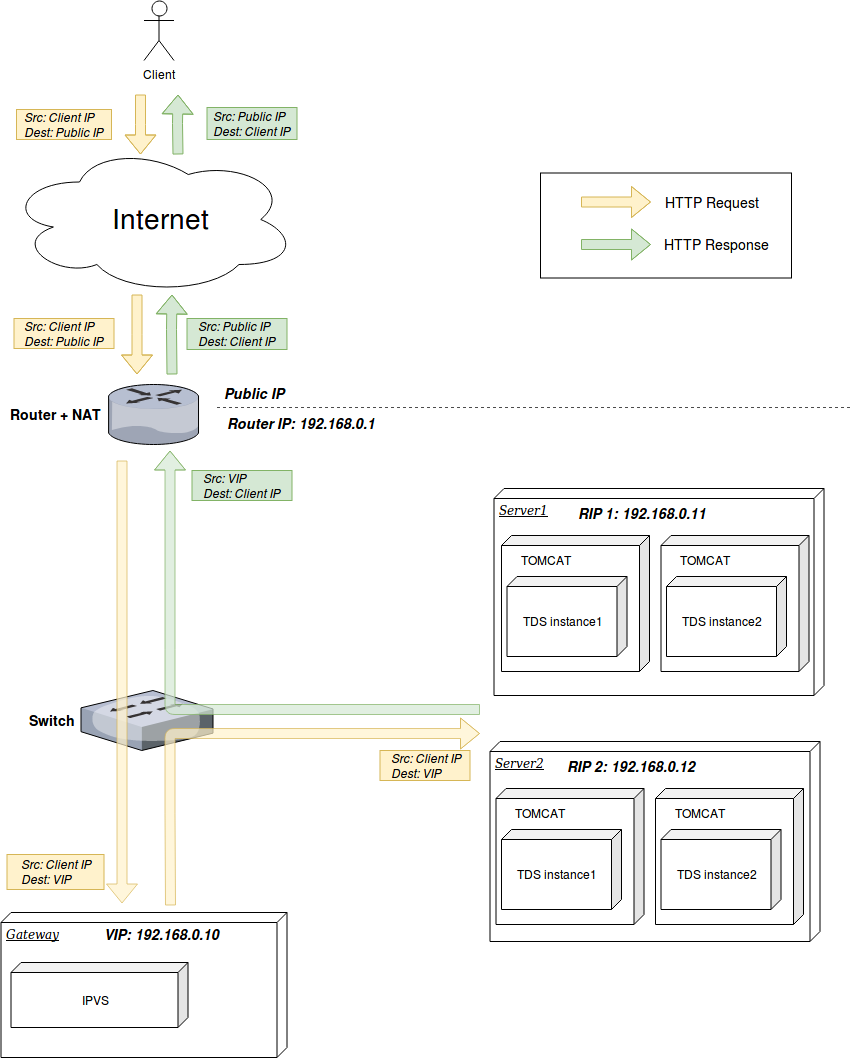 Client
Src: Client IP
Dest: Public IP
Src: Public IP
Dest: Client IP
Internet
HTTP Request
HTTP Response
Src: Client IP
Dest: Public IP
Src: Public IP
Dest: Client IP
Public IP
Router + NAT
Router IP: 192.168.0.1
Src: VIP
Dest: Client IP
Server1
RIP 1: 192.168.0.11
TOMCAT
TDS instance1
TOMCAT
TDS instance2
Switch
Src: Client IP
Dest: VIP
Server2
RIP 2: 192.168.0.12
TOMCAT
TDS instance1
TOMCAT
TDS instance2
Src: Client IP
Dest: VIP
Gateway
VIP: 192.168.0.10
IPVS